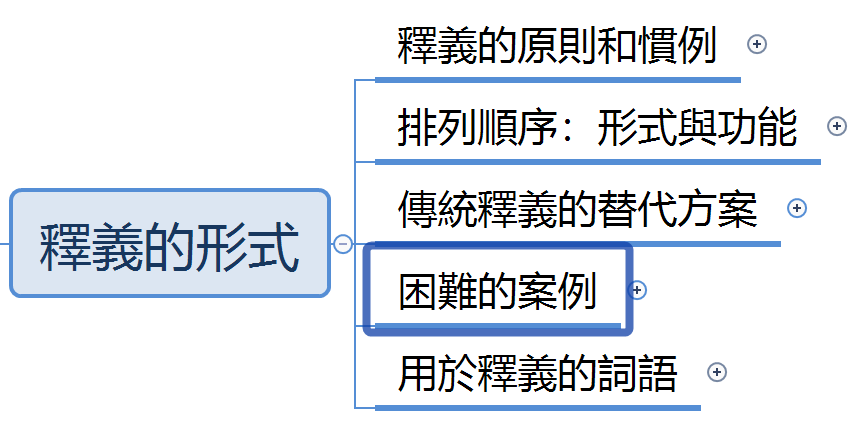 釋義的形式
釋義的原則和慣例
排列順序：形式與功能
傳統釋義的替代方案
困難的案例
用於釋義的詞語